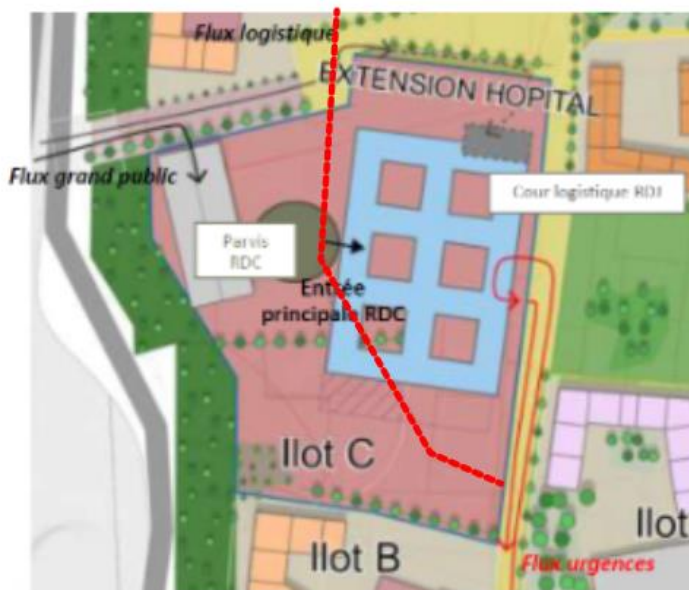 Flux logistique
EXTENSION HOPITAL
Flux grand public
Cour logistique RDJ
Parvis
RDC
Entrée
principale RDC
Ilot C
Ilot
Ilot B
Flux urgences